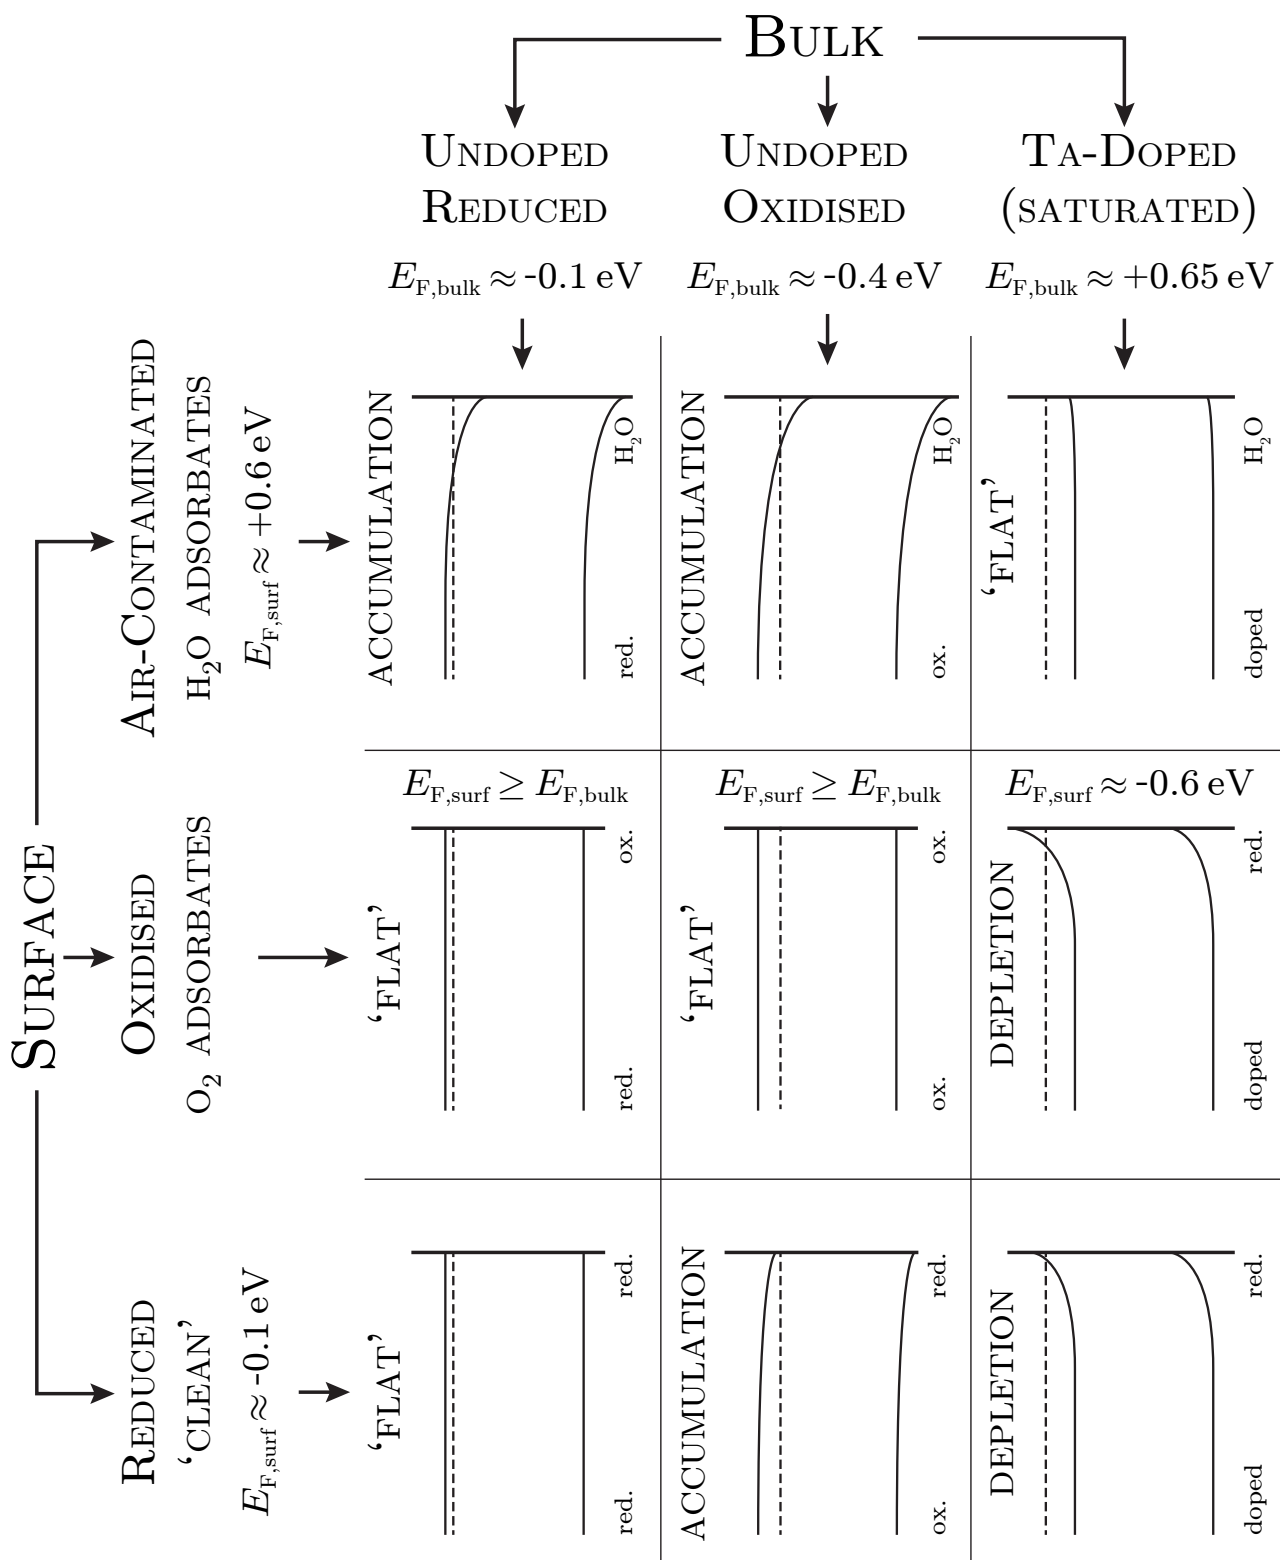 BULK
UNDOPED REDUCED
UNDOPED OXIDISED
TA-DOPED (SATURATED)
E_F,bulk ≈ -0.1 eV
E_F,bulk ≈ -0.4 eV
E_F,bulk ≈ +0.65 eV
SURFACE
AIR-CONTAMINATED
H₂O ADSORBATES
E_F,surf ≈ +0.6 eV
ACCUMULATION
H₂O
red.
ACCUMULATION
H₂O
ox.
'FLAT'
H₂O
doped
OXIDISED
O₂ ADSORBATES
E_F,surf ≥ E_F,bulk
'FLAT'
ox.
red.
E_F,surf ≥ E_F,bulk
'FLAT'
ox.
ox.
E_F,surf ≈ -0.6 eV
DEPLETION
red.
doped
REDUCED
'CLEAN'
E_F,surf ≈ -0.1 eV
'FLAT'
red.
red.
ACCUMULATION
red.
ox.
DEPLETION
red.
doped